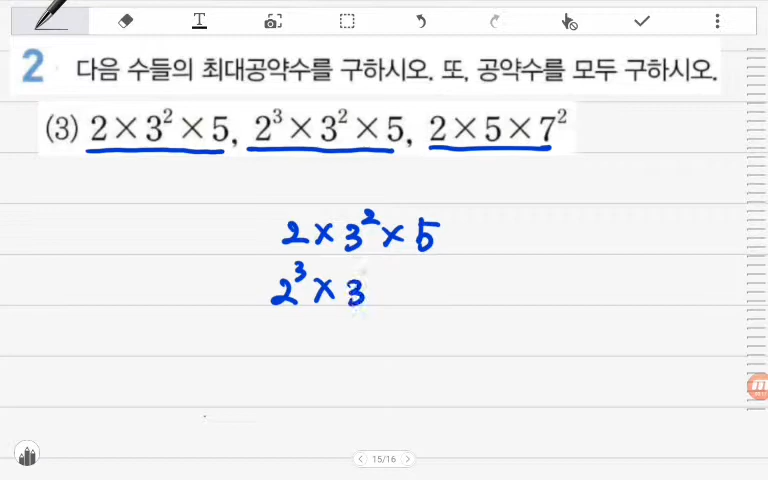 T
2 다음 수들의 최대공약수를 구하시오. 또, 공약수를 모두 구하시오.
(3) 2×3²×5, 2³×3²×5, 2×5×7²
2×3²×5
2³×3
15/16